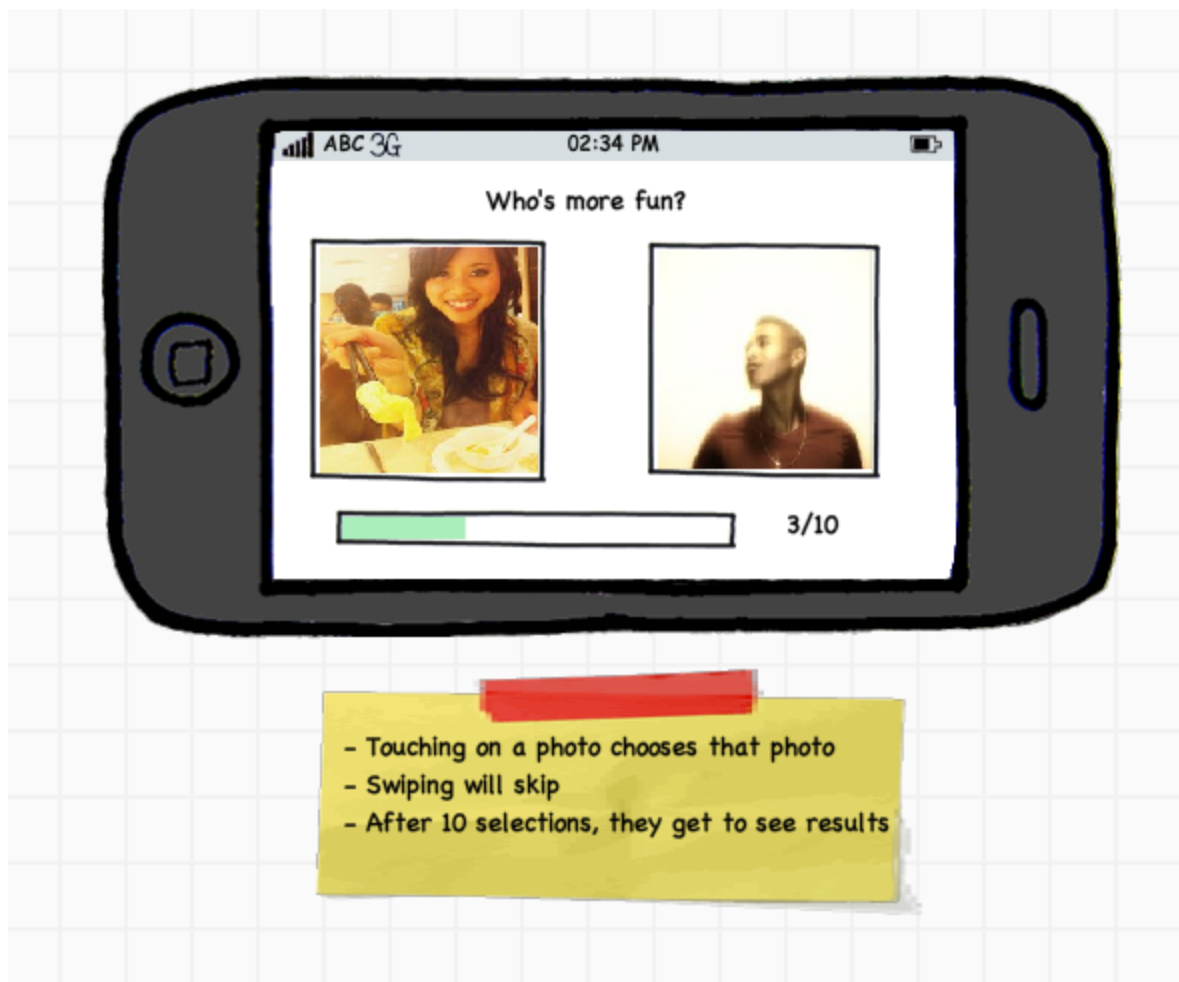 ABC 3G 02:34 PM
Who's more fun?
3/10
- Touching on a photo chooses that photo
- Swiping will skip
- After 10 selections, they get to see results